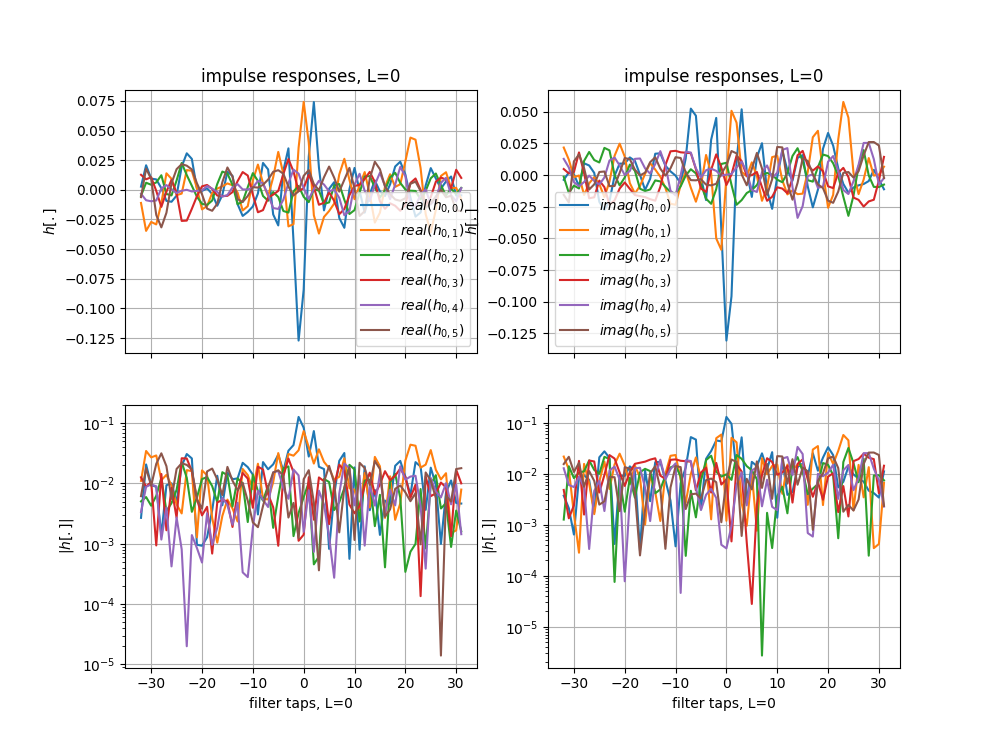 impulse responses, L=0
impulse responses, L=0
h[.]
0.075
0.050
0.025
0.000
−0.025
−0.050
−0.075
−0.100
−0.125
real(h0,0)
real(h0,1)
real(h0,2)
real(h0,3)
real(h0,4)
real(h0,5)
h[.]
0.050
0.025
0.000
−0.025
−0.050
−0.075
−0.100
−0.125
imag(h0,0)
imag(h0,1)
imag(h0,2)
imag(h0,3)
imag(h0,4)
imag(h0,5)
|h[.]|
10⁻¹
10⁻²
10⁻³
10⁻⁴
10⁻⁵
−30 −20 −10 0 10 20 30
filter taps, L=0
|h[.]|
10⁻¹
10⁻²
10⁻³
10⁻⁴
10⁻⁵
−30 −20 −10 0 10 20 30
filter taps, L=0